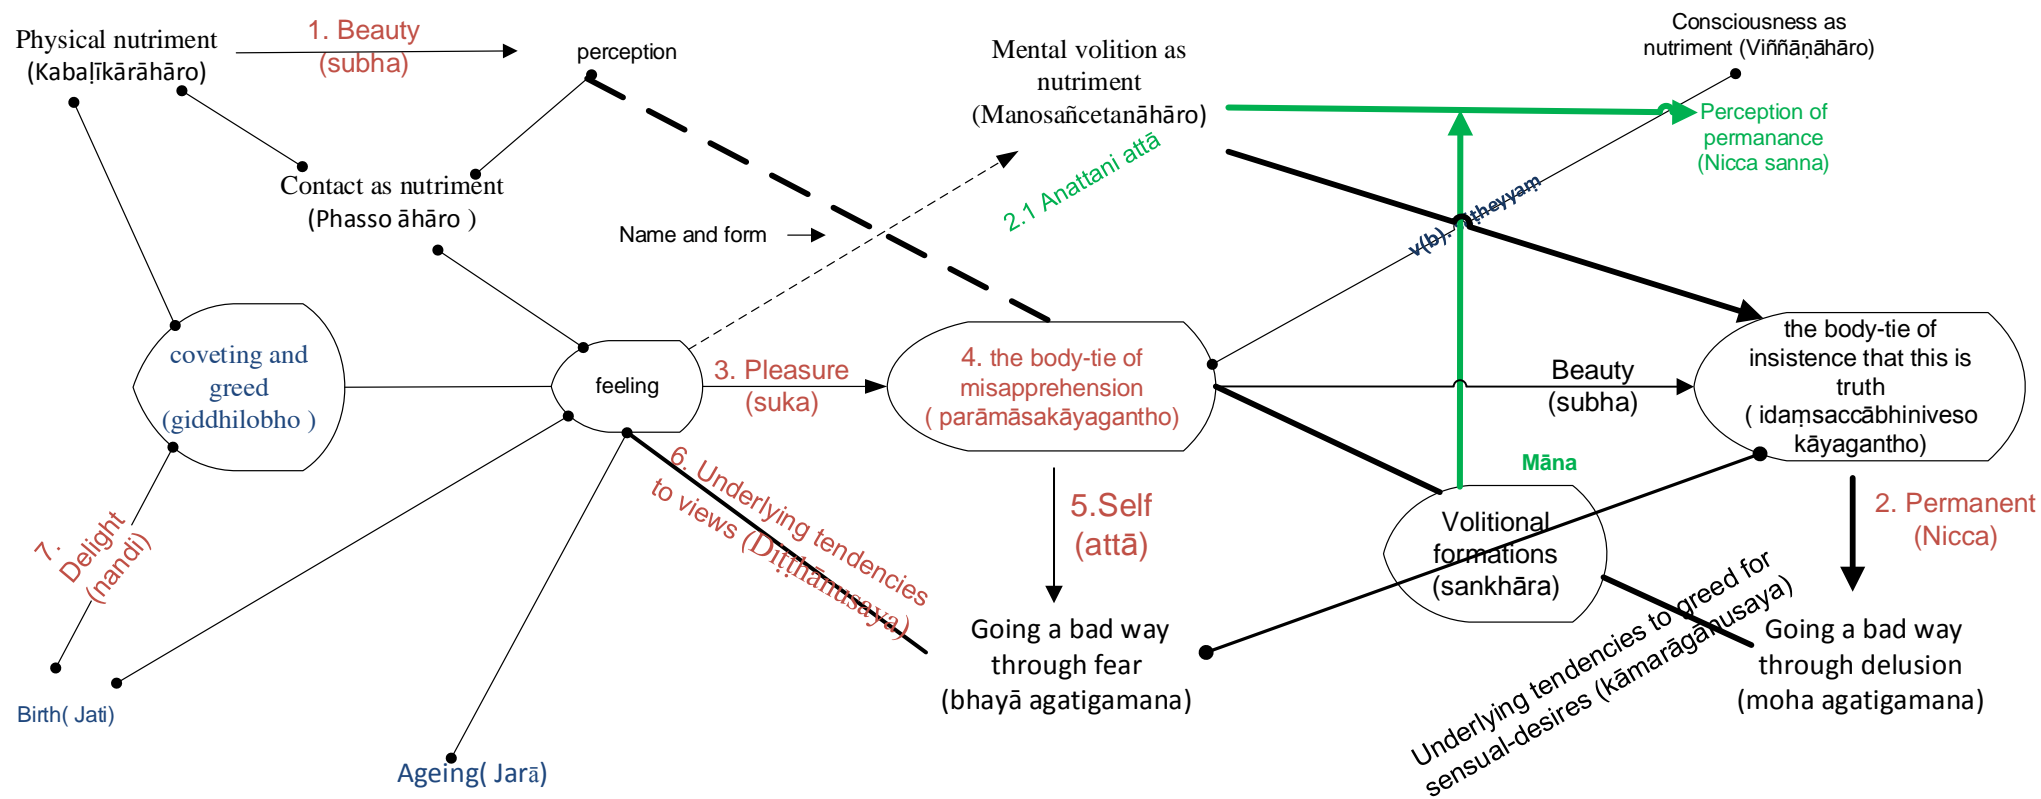 Physical nutriment
(Kabaḷīkārāhāro)
1. Beauty
(subha)
perception
Mental volition as
nutriment
(Manosañcetanāhāro)
Consciousness as
nutriment (Viññāṇāhāro)
Perception of
permanance
(Nicca sanna)
2.1 Anattani attā
Contact as nutriment
(Phasso āhāro )
Name and form
v(b).
ṭheyyaṃ
coveting and
greed
(giddhilobho )
feeling
3. Pleasure
(suka)
4. the body-tie of
misapprehension
( parāmāsakāyagantho)
Beauty
(subha)
the body-tie of
insistence that this is
truth
( idaṃsaccābhiniveso
kāyagantho)
Māna
Volitional
formations
(sankhāra)
2. Permanent
(Nicca)
5.Self
(attā)
6. Underlying tendencies
to views (Diṭṭhānusaya)
7.
Delight
(nandi)
Going a bad way
through fear
(bhayā agatigamana)
Underlying tendencies to greed for
sensual-desires (kāmarāgānusaya)
Going a bad way
through delusion
(moha agatigamana)
Birth( Jati)
Ageing( Jarā)